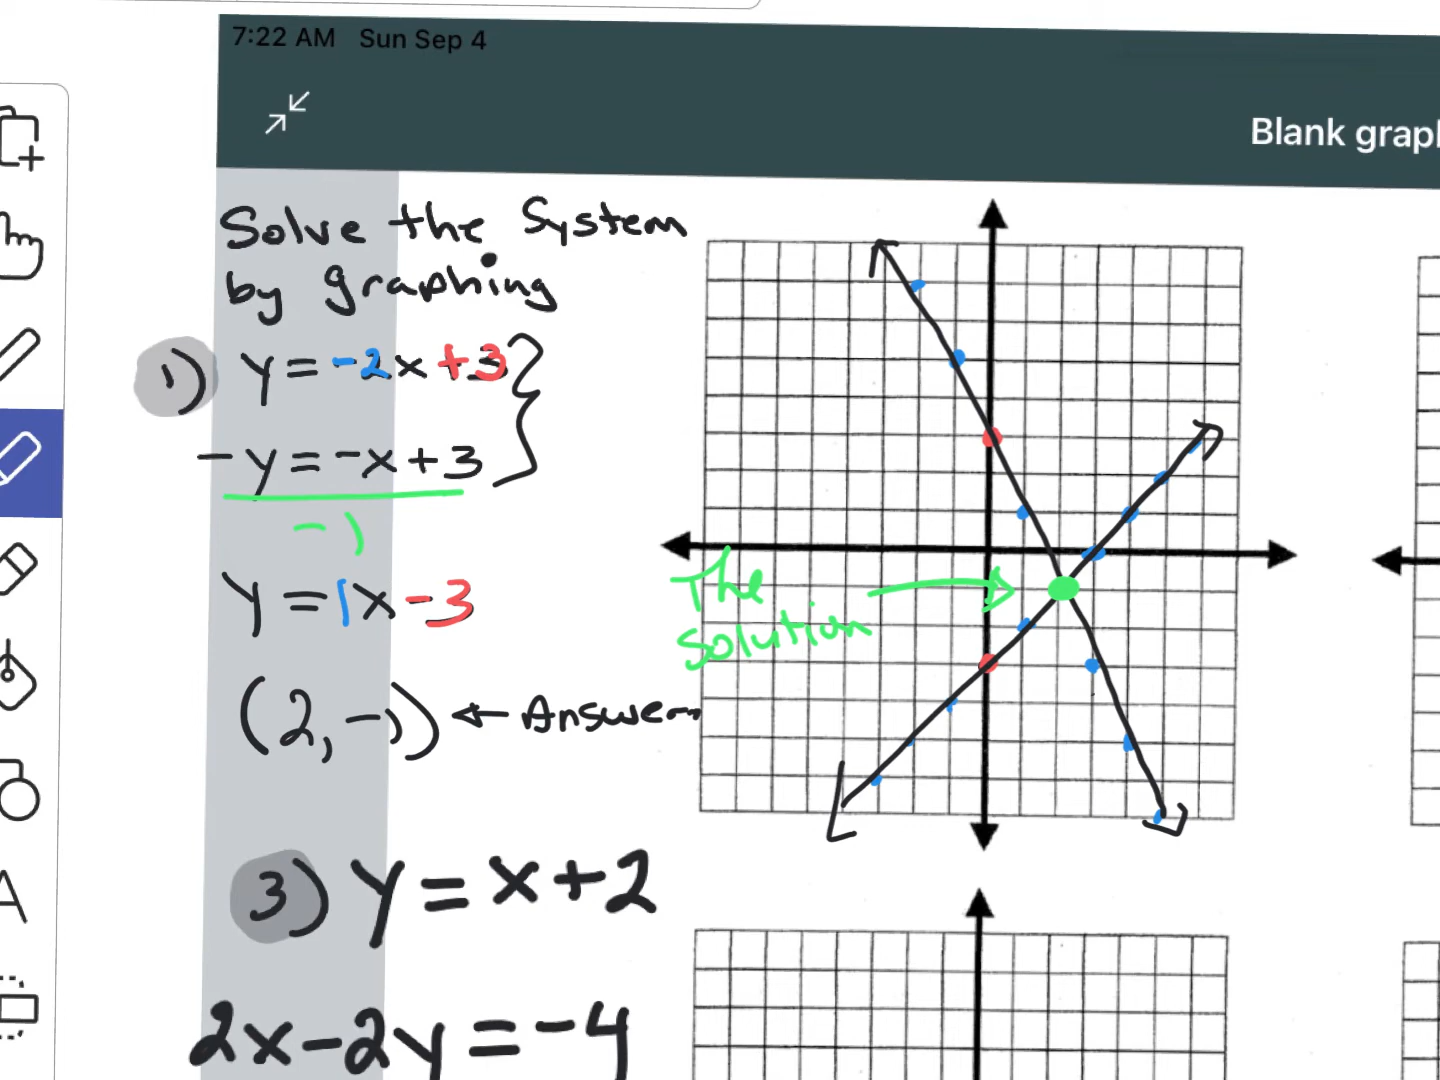 7:22 AM Sun Sep 4
Blank grap
Solve the System
by graphing
1) y = -2x +3
-y = -x + 3
-1
y = 1x -3
(2, -1) ← Answer
The
solution
3) y = x + 2
2x - 2y = -4